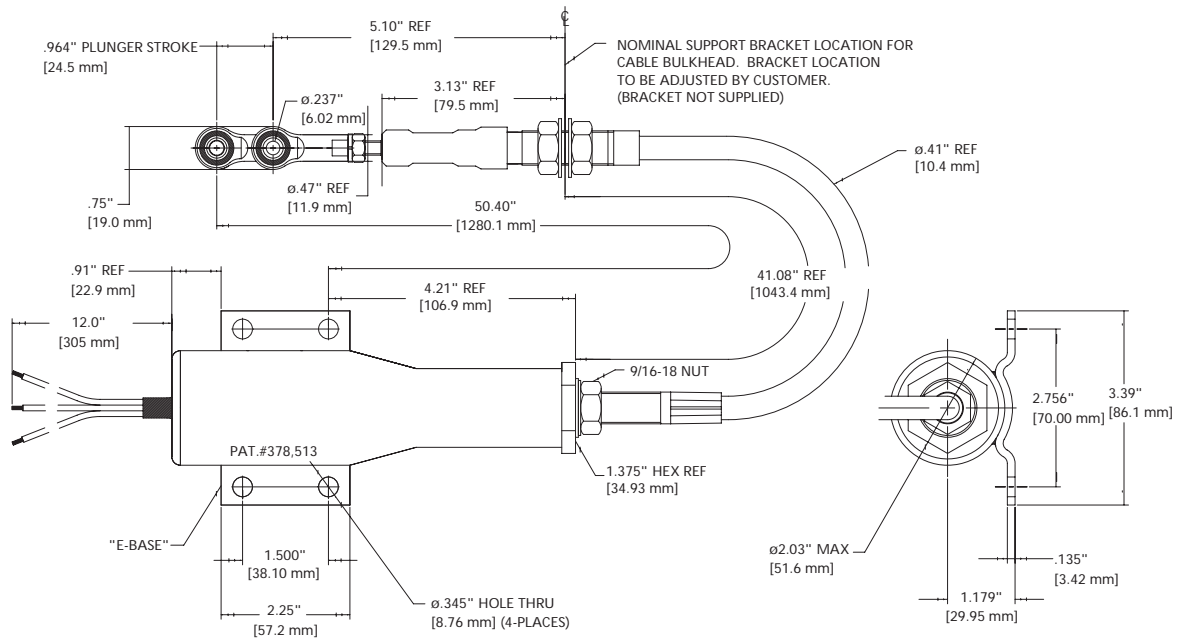 ℄
5.10" REF
[129.5 mm]
.964" PLUNGER STROKE
[24.5 mm]
NOMINAL SUPPORT BRACKET LOCATION FOR
CABLE BULKHEAD. BRACKET LOCATION
TO BE ADJUSTED BY CUSTOMER.
(BRACKET NOT SUPPLIED)
3.13" REF
[79.5 mm]
ø.237"
[6.02 mm]
ø.41" REF
[10.4 mm]
ø.47" REF
[11.9 mm]
.75"
[19.0 mm]
50.40"
[1280.1 mm]
.91" REF
[22.9 mm]
4.21" REF
[106.9 mm]
41.08" REF
[1043.4 mm]
12.0"
[305 mm]
9/16-18 NUT
2.756"
[70.00 mm]
3.39"
[86.1 mm]
PAT.#378,513
1.375" HEX REF
[34.93 mm]
"E-BASE"
1.500"
[38.10 mm]
ø2.03" MAX
[51.6 mm]
.135"
[3.42 mm]
1.179"
[29.95 mm]
2.25"
[57.2 mm]
ø.345" HOLE THRU
[8.76 mm] (4-PLACES)